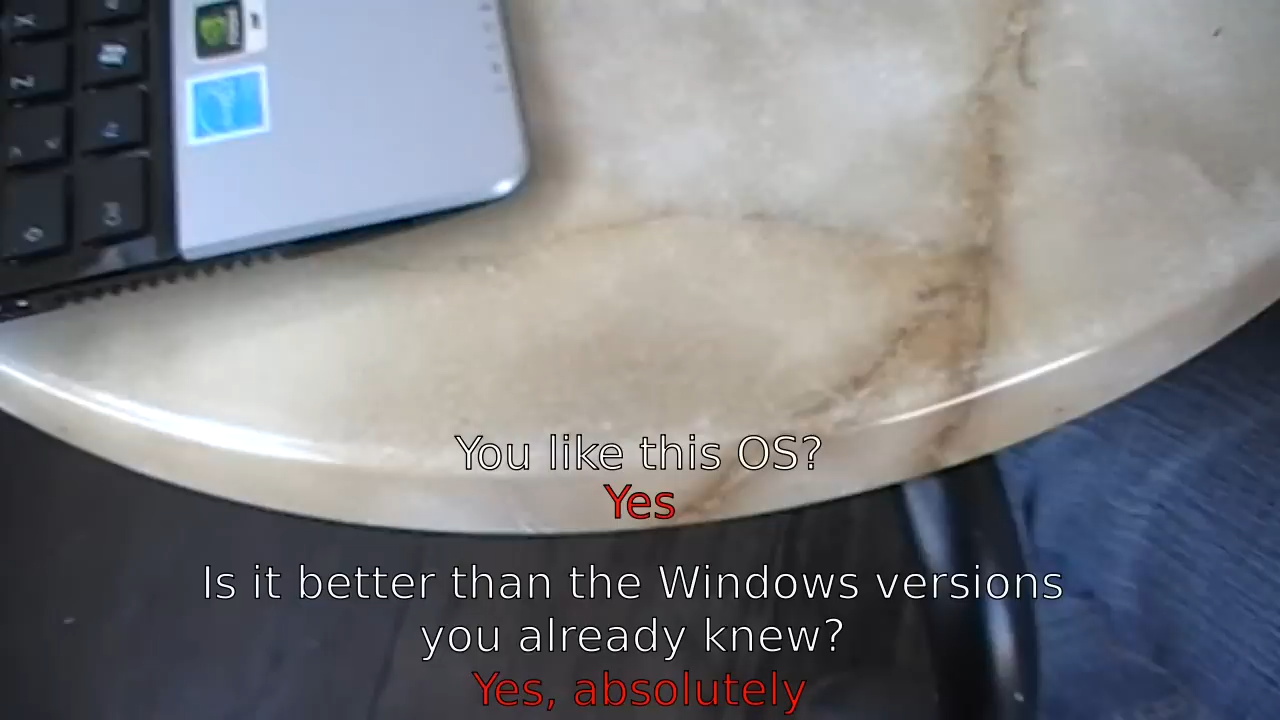 You like this OS?
Yes
Is it better than the Windows versions
you already knew?
Yes, absolutely